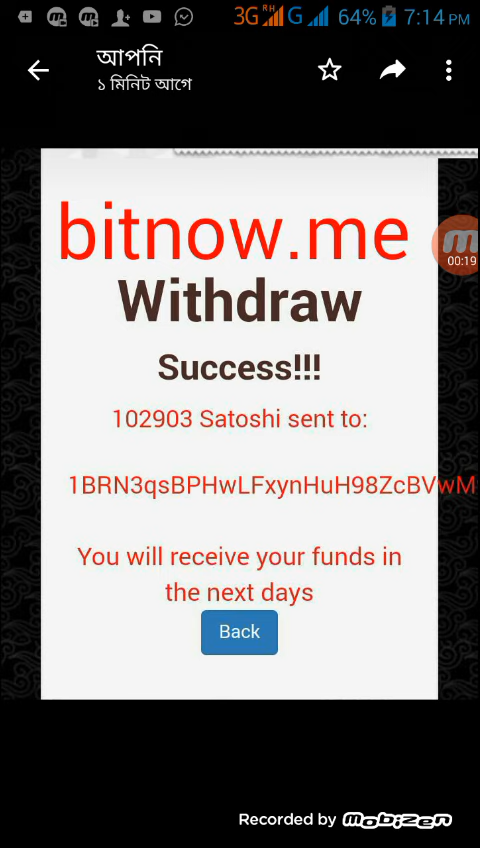 3G RH G 64% 7:14 PM
আপনি
১ মিনিট আগে
bitnow.me
00:19
Withdraw
Success!!!
102903 Satoshi sent to:
1BRN3qsBPHwLFxynHuH98ZcBVwM
You will receive your funds in
the next days
Back
Recorded by Mobizen